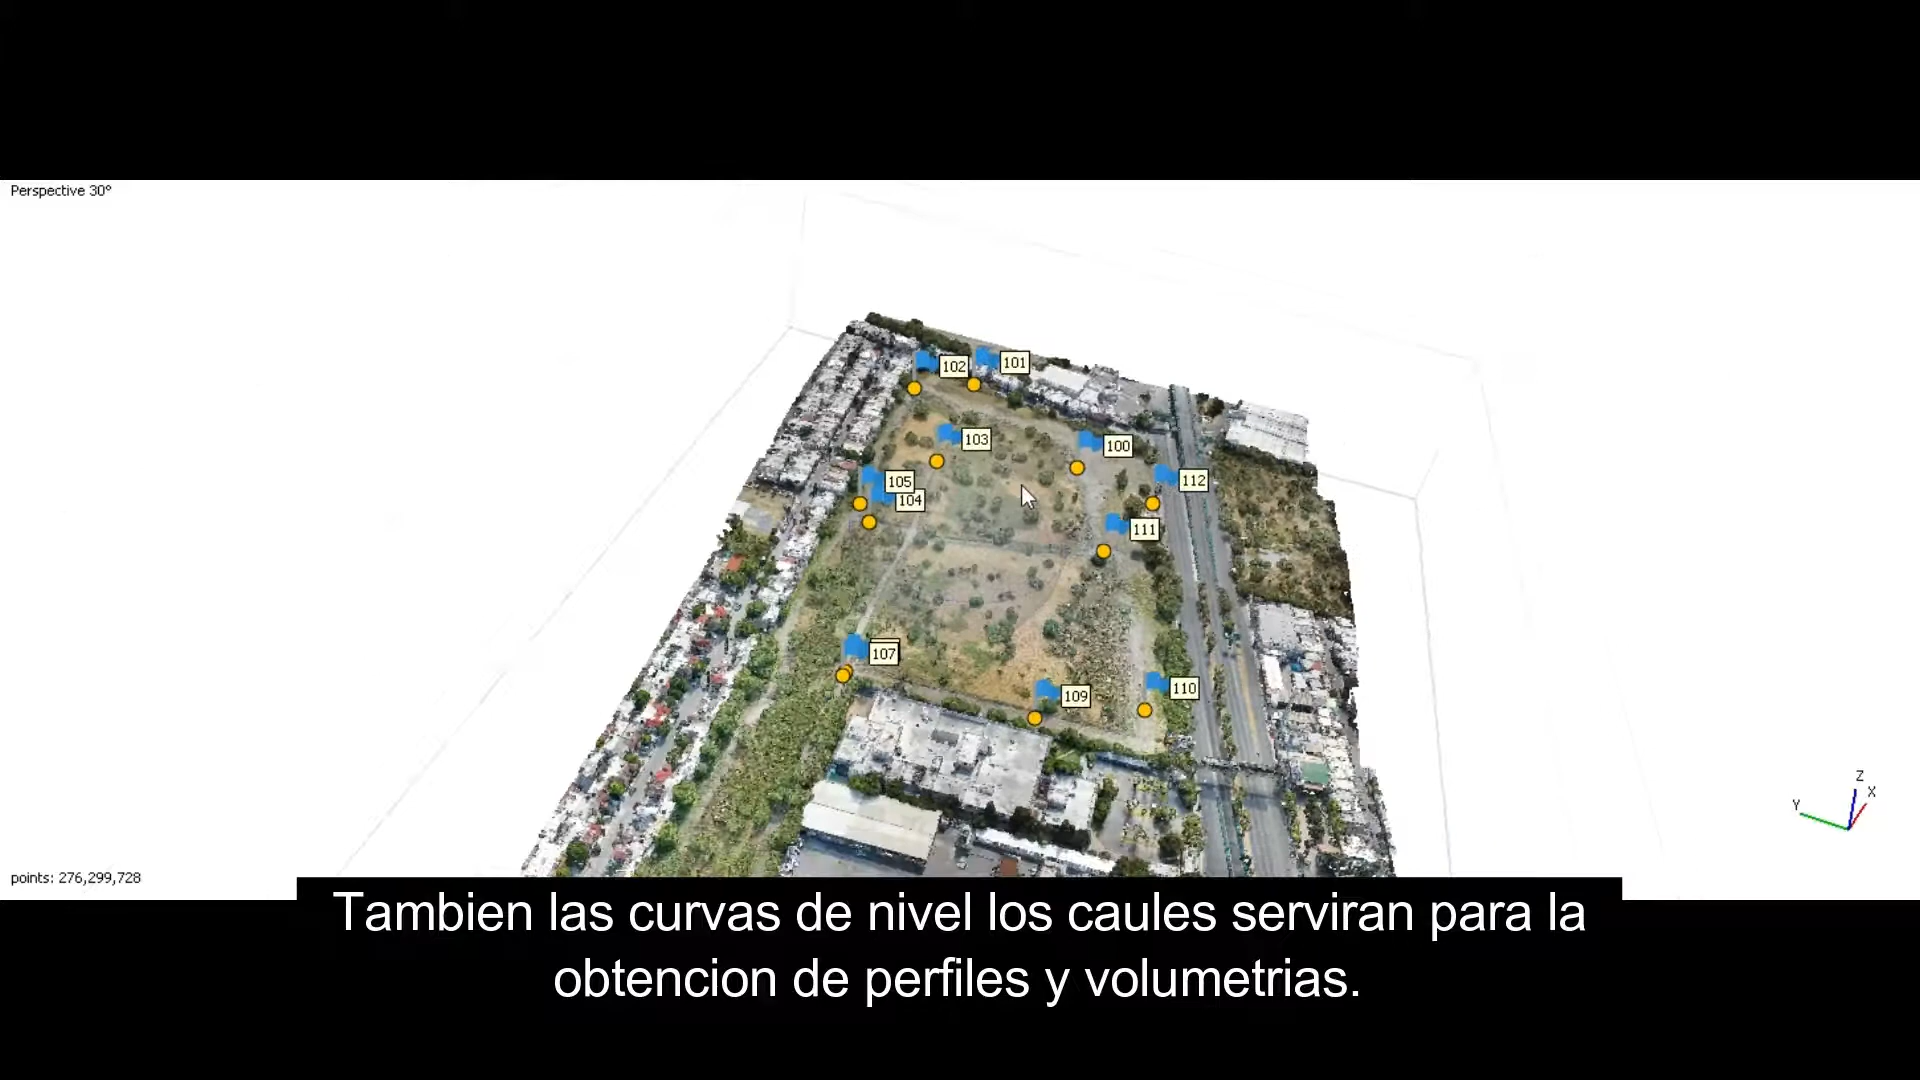 Perspective 30°
102
101
103
100
105
104
112
111
107
109
110
Z
X
Y
points: 276,299,728
Tambien las curvas de nivel los caules serviran para la
obtencion de perfiles y volumetrias.